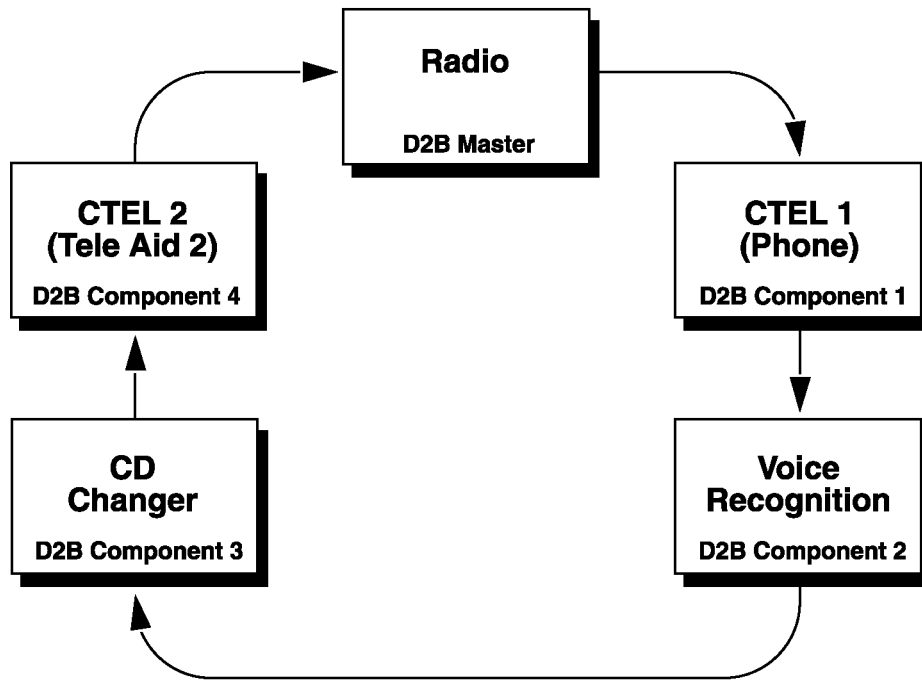 Radio
D2B Master
CTEL 2
(Tele Aid 2)
D2B Component 4
CTEL 1
(Phone)
D2B Component 1
CD
Changer
D2B Component 3
Voice
Recognition
D2B Component 2